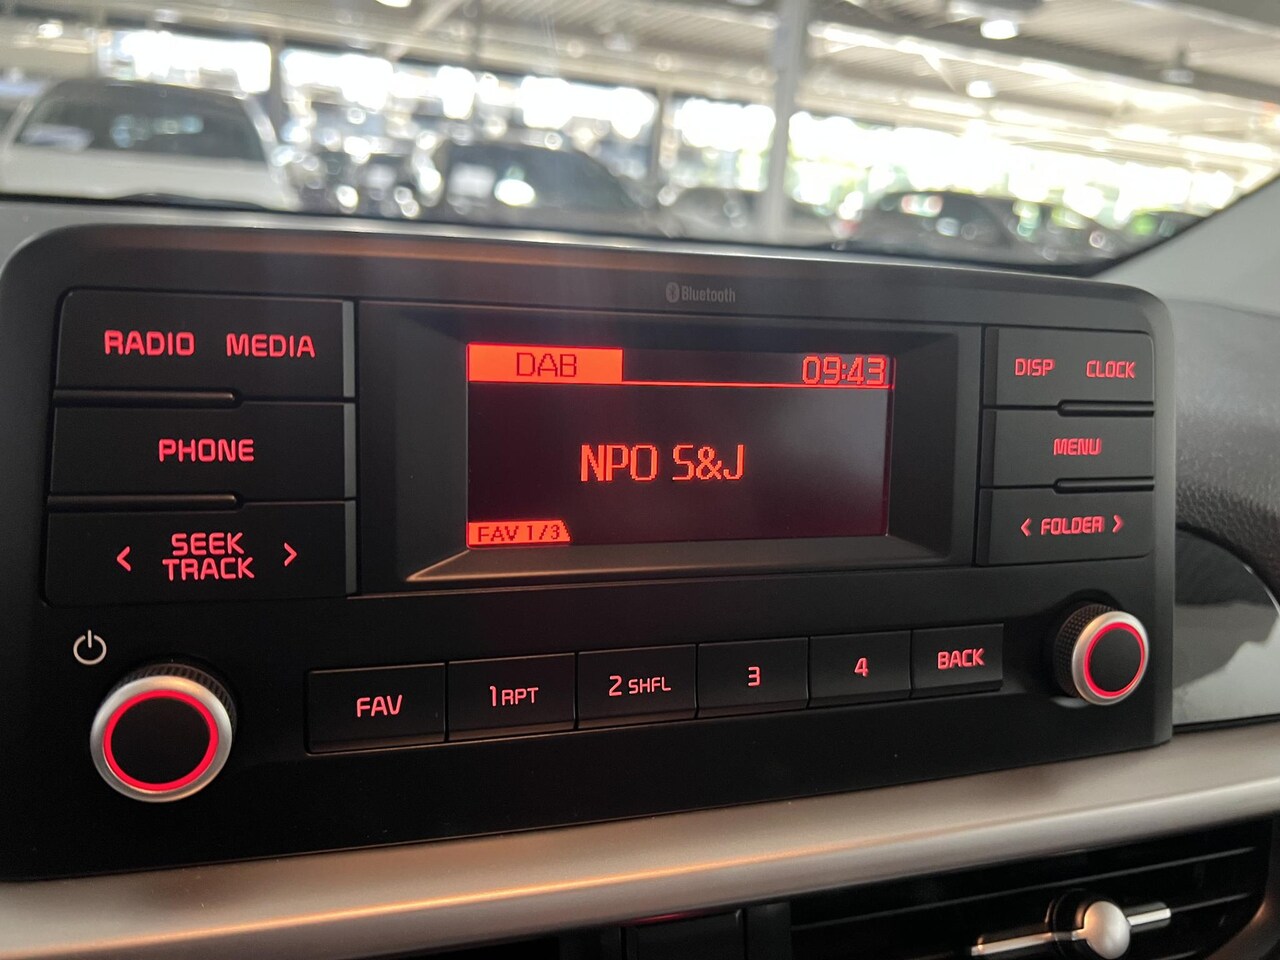 Bluetooth
RADIO MEDIA
PHONE
< SEEK TRACK >
DAB 09:43
NPO S&J
FAV 1/3
DISP CLOCK
MENU
< FOLDER >
FAV 1 RPT 2 SHFL 3 4 BACK